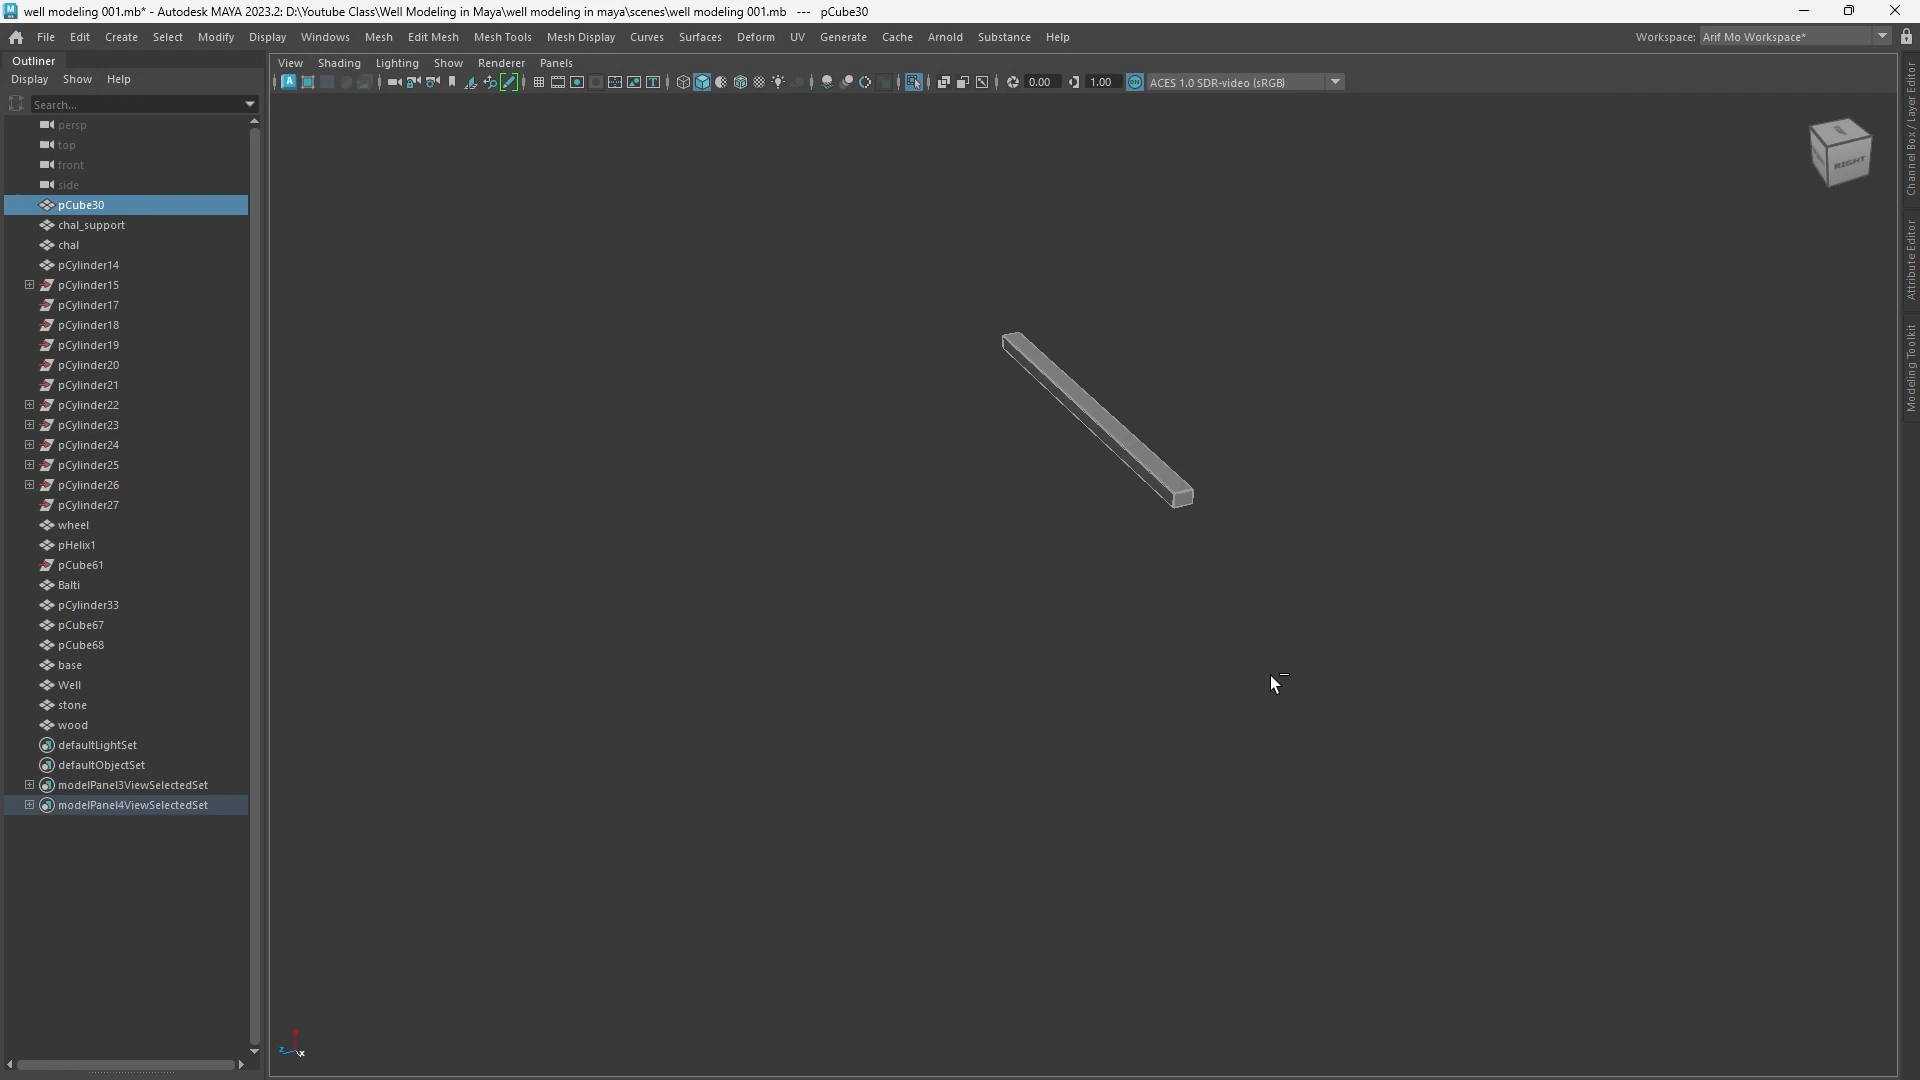 well modeling 001.mb* - Autodesk MAYA 2023.2: D:\Youtube Class\Well Modeling in Maya\well modeling in maya\scenes\well modeling 001.mb --- pCube30
File Edit Create Select Modify Display Windows Mesh Edit Mesh Mesh Tools Mesh Display Curves Surfaces Deform UV Generate Cache Arnold Substance Help Workspace: Arif Mo Workspace*
Outliner
View Shading Lighting Show Renderer Panels
Display Show Help
0.00 1.00 ACES 1.0 SDR-video (sRGB)
Search...
persp
top
front
side
pCube30
chal_support
chal
pCylinder14
pCylinder15
pCylinder17
pCylinder18
pCylinder19
pCylinder20
pCylinder21
pCylinder22
pCylinder23
pCylinder24
pCylinder25
pCylinder26
pCylinder27
wheel
pHelix1
pCube61
Balti
pCylinder33
pCube67
pCube68
base
Well
stone
wood
defaultLightSet
defaultObjectSet
modelPanel3ViewSelectedSet
modelPanel4ViewSelectedSet
RIGHT
Channel Box / Layer Editor
Attribute Editor
Modeling Toolkit
z x